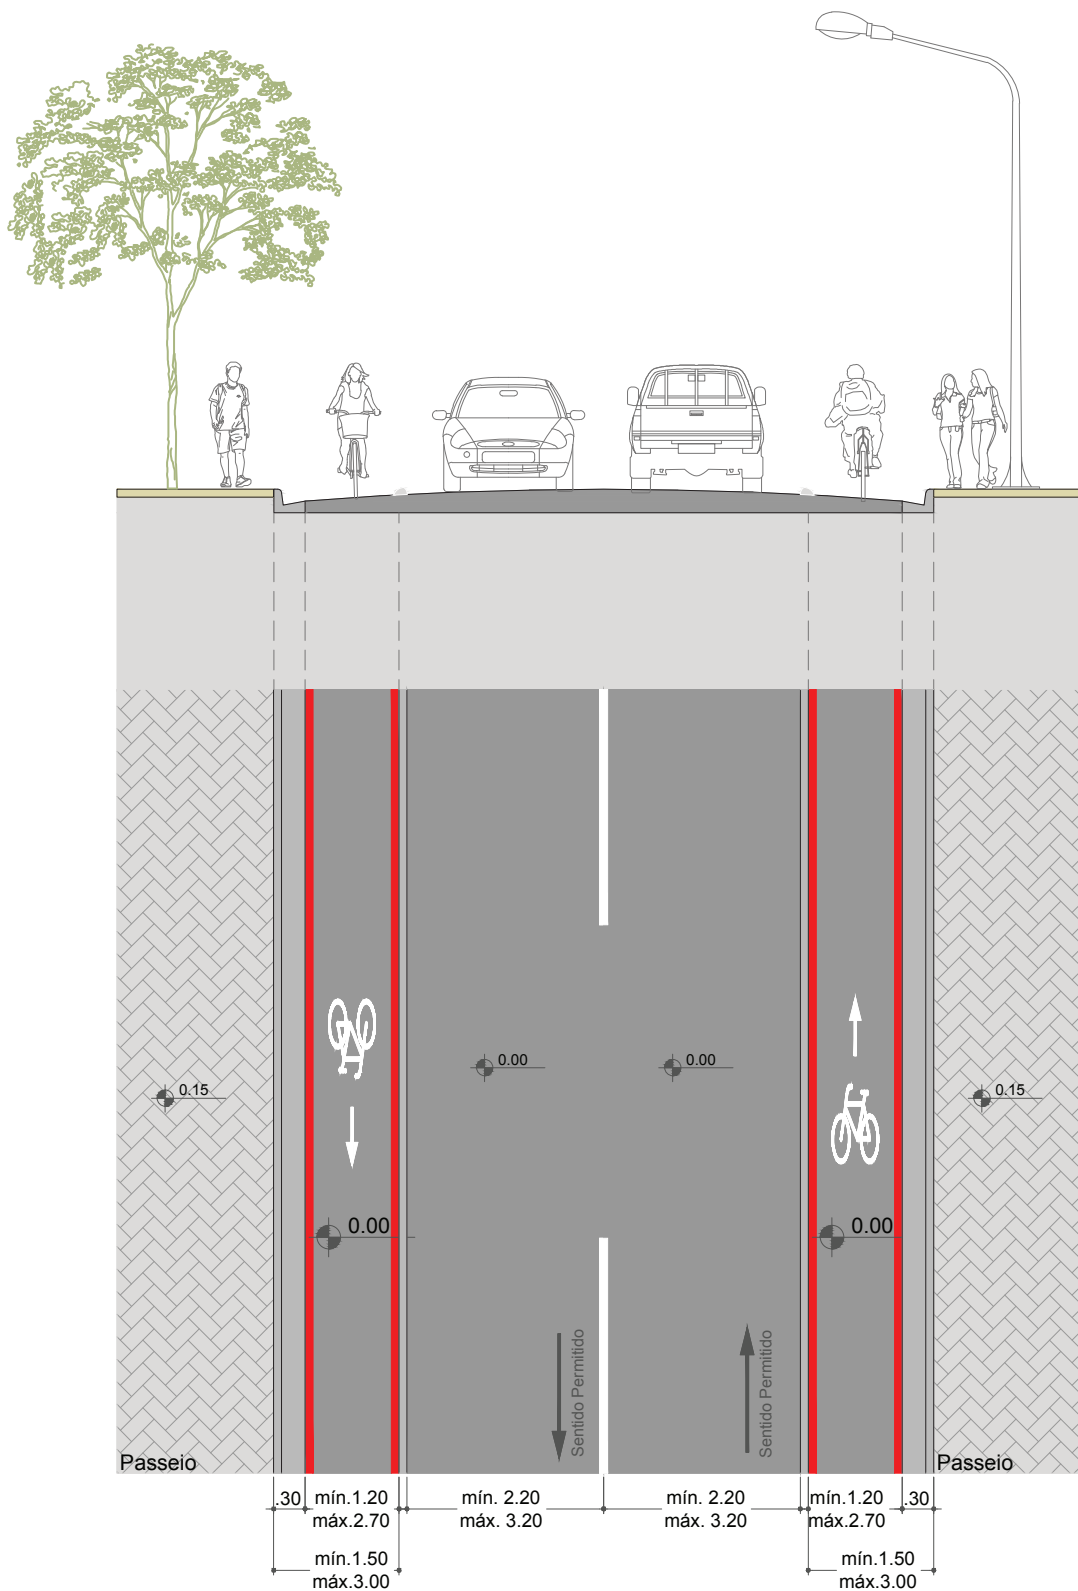 0.00
0.00
0.15
0.15
0.00
0.00
Sentido Permitido
Sentido Permitido
Passeio
Passeio
.30
mín.1.20
máx.2.70
mín. 2.20
máx. 3.20
mín. 2.20
máx. 3.20
mín.1.20
máx.2.70
.30
mín.1.50
máx.3.00
mín.1.50
máx.3.00